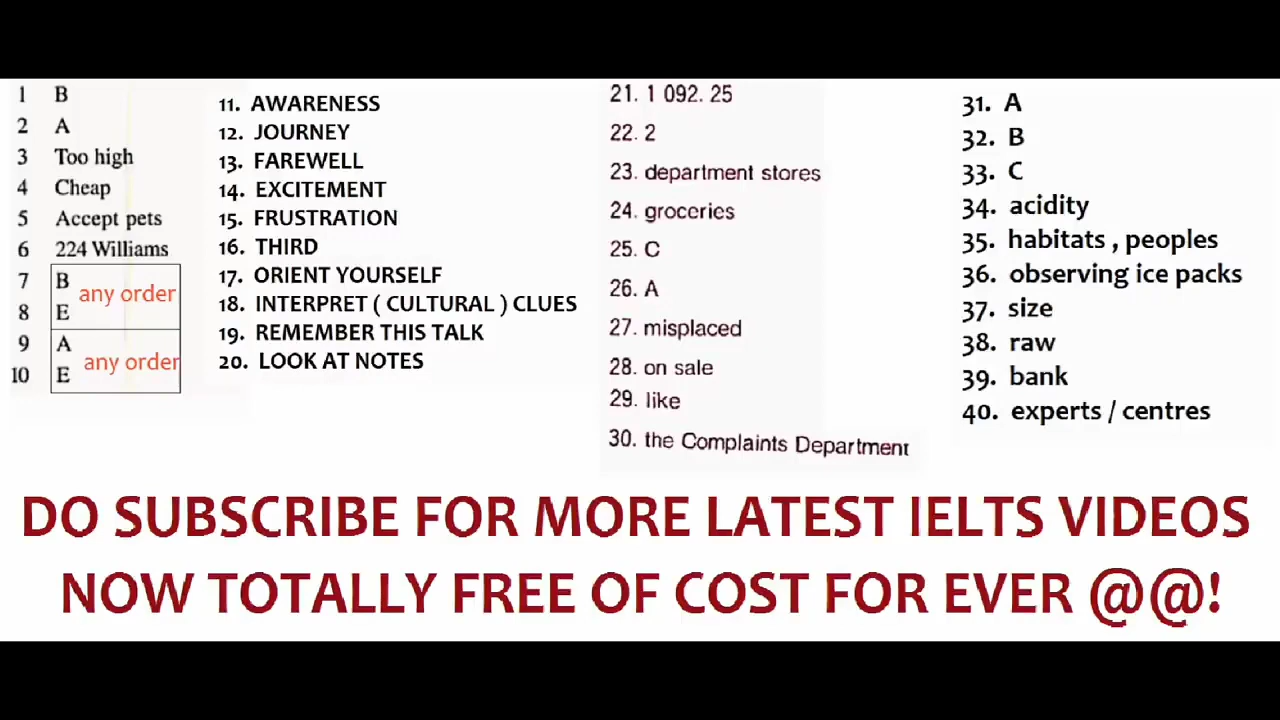 1 B
2 A
3 Too high
4 Cheap
5 Accept pets
6 224 Williams
7 B
any order
8 E
9 A
any order
10 E
11. AWARENESS
12. JOURNEY
13. FAREWELL
14. EXCITEMENT
15. FRUSTRATION
16. THIRD
17. ORIENT YOURSELF
18. INTERPRET ( CULTURAL ) CLUES
19. REMEMBER THIS TALK
20. LOOK AT NOTES
21. 1 092. 25
22. 2
23. department stores
24. groceries
25. C
26. A
27. misplaced
28. on sale
29. like
30. the Complaints Department
31. A
32. B
33. C
34. acidity
35. habitats , peoples
36. observing ice packs
37. size
38. raw
39. bank
40. experts / centres
DO SUBSCRIBE FOR MORE LATEST IELTS VIDEOS
NOW TOTALLY FREE OF COST FOR EVER @@!